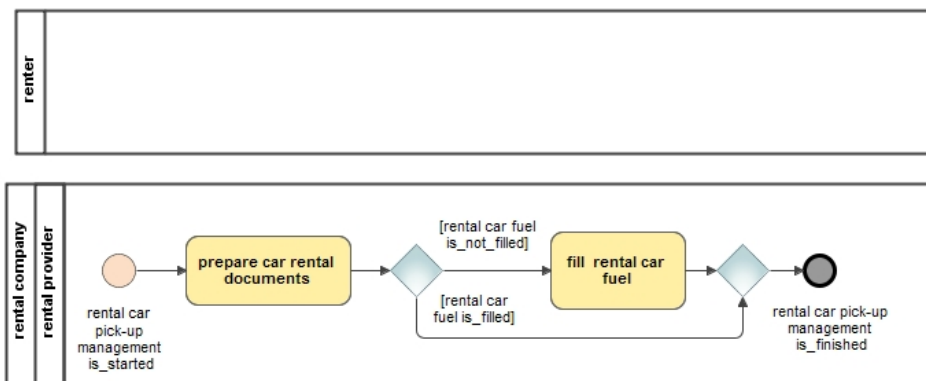 renter
rental company
rental provider
rental car
pick-up
management
is_started
prepare car rental
documents
[rental car fuel
is_not_filled]
[rental car
fuel is_filled]
fill  rental car
fuel
rental car pick-up
management
is_finished